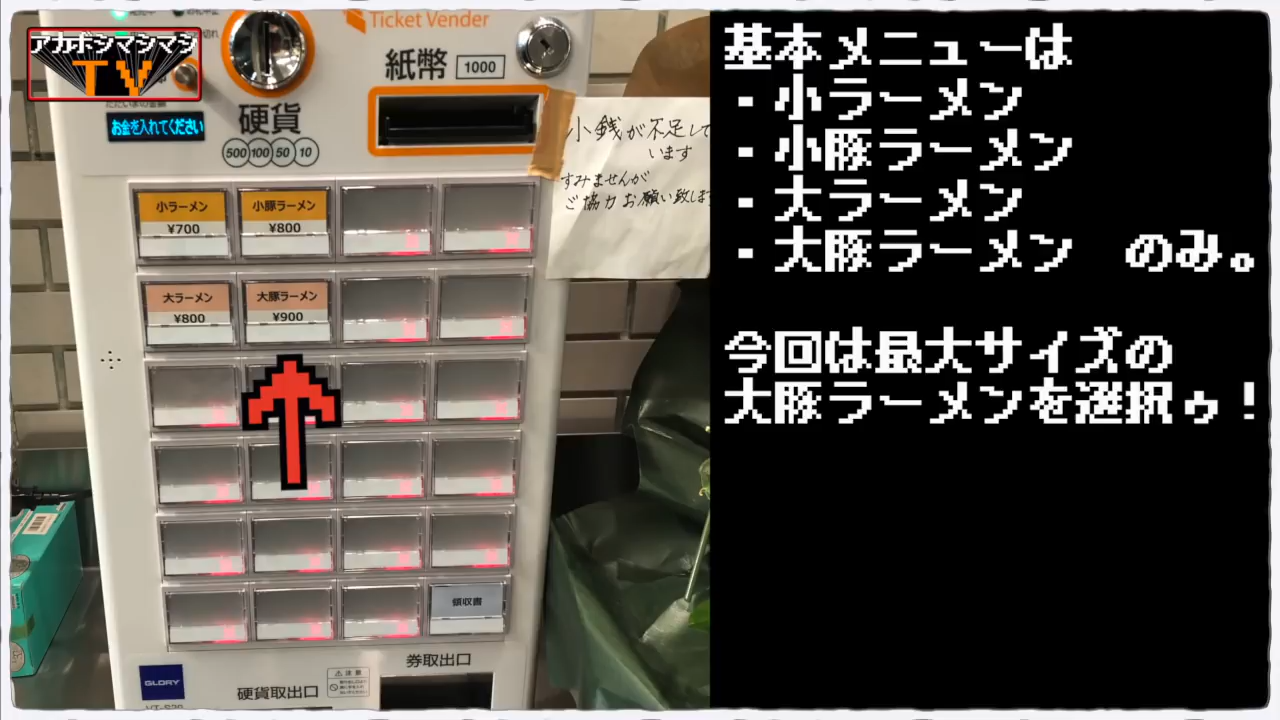 アカボシマンマン
TV
Ticket Vender
紙幣 1000
硬貨
500 100 50 10
お金を入れてください
小銭が不足して
います
すみませんが
ご協力お願い致します
小ラーメン
¥700
小豚ラーメン
¥800
大ラーメン
¥800
大豚ラーメン
¥900
領収書
券取出口
GLORY
硬貨取出口
注意
基本メニューは
・小ラーメン
・小豚ラーメン
・大ラーメン
・大豚ラーメン のみ。
今回は最大サイズの
大豚ラーメンを選択ゥ！